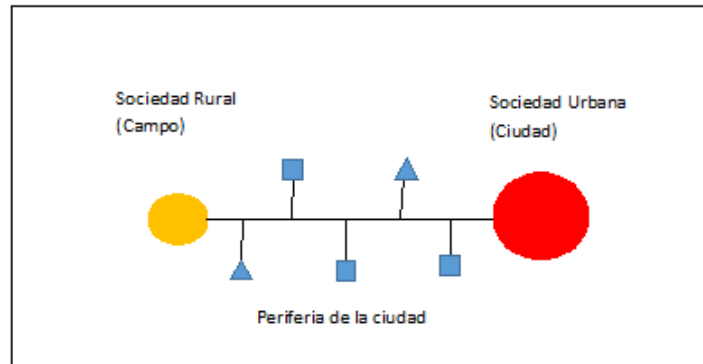 Sociedad Rural
(Campo)
Sociedad Urbana
(Ciudad)
Periferia de la ciudad